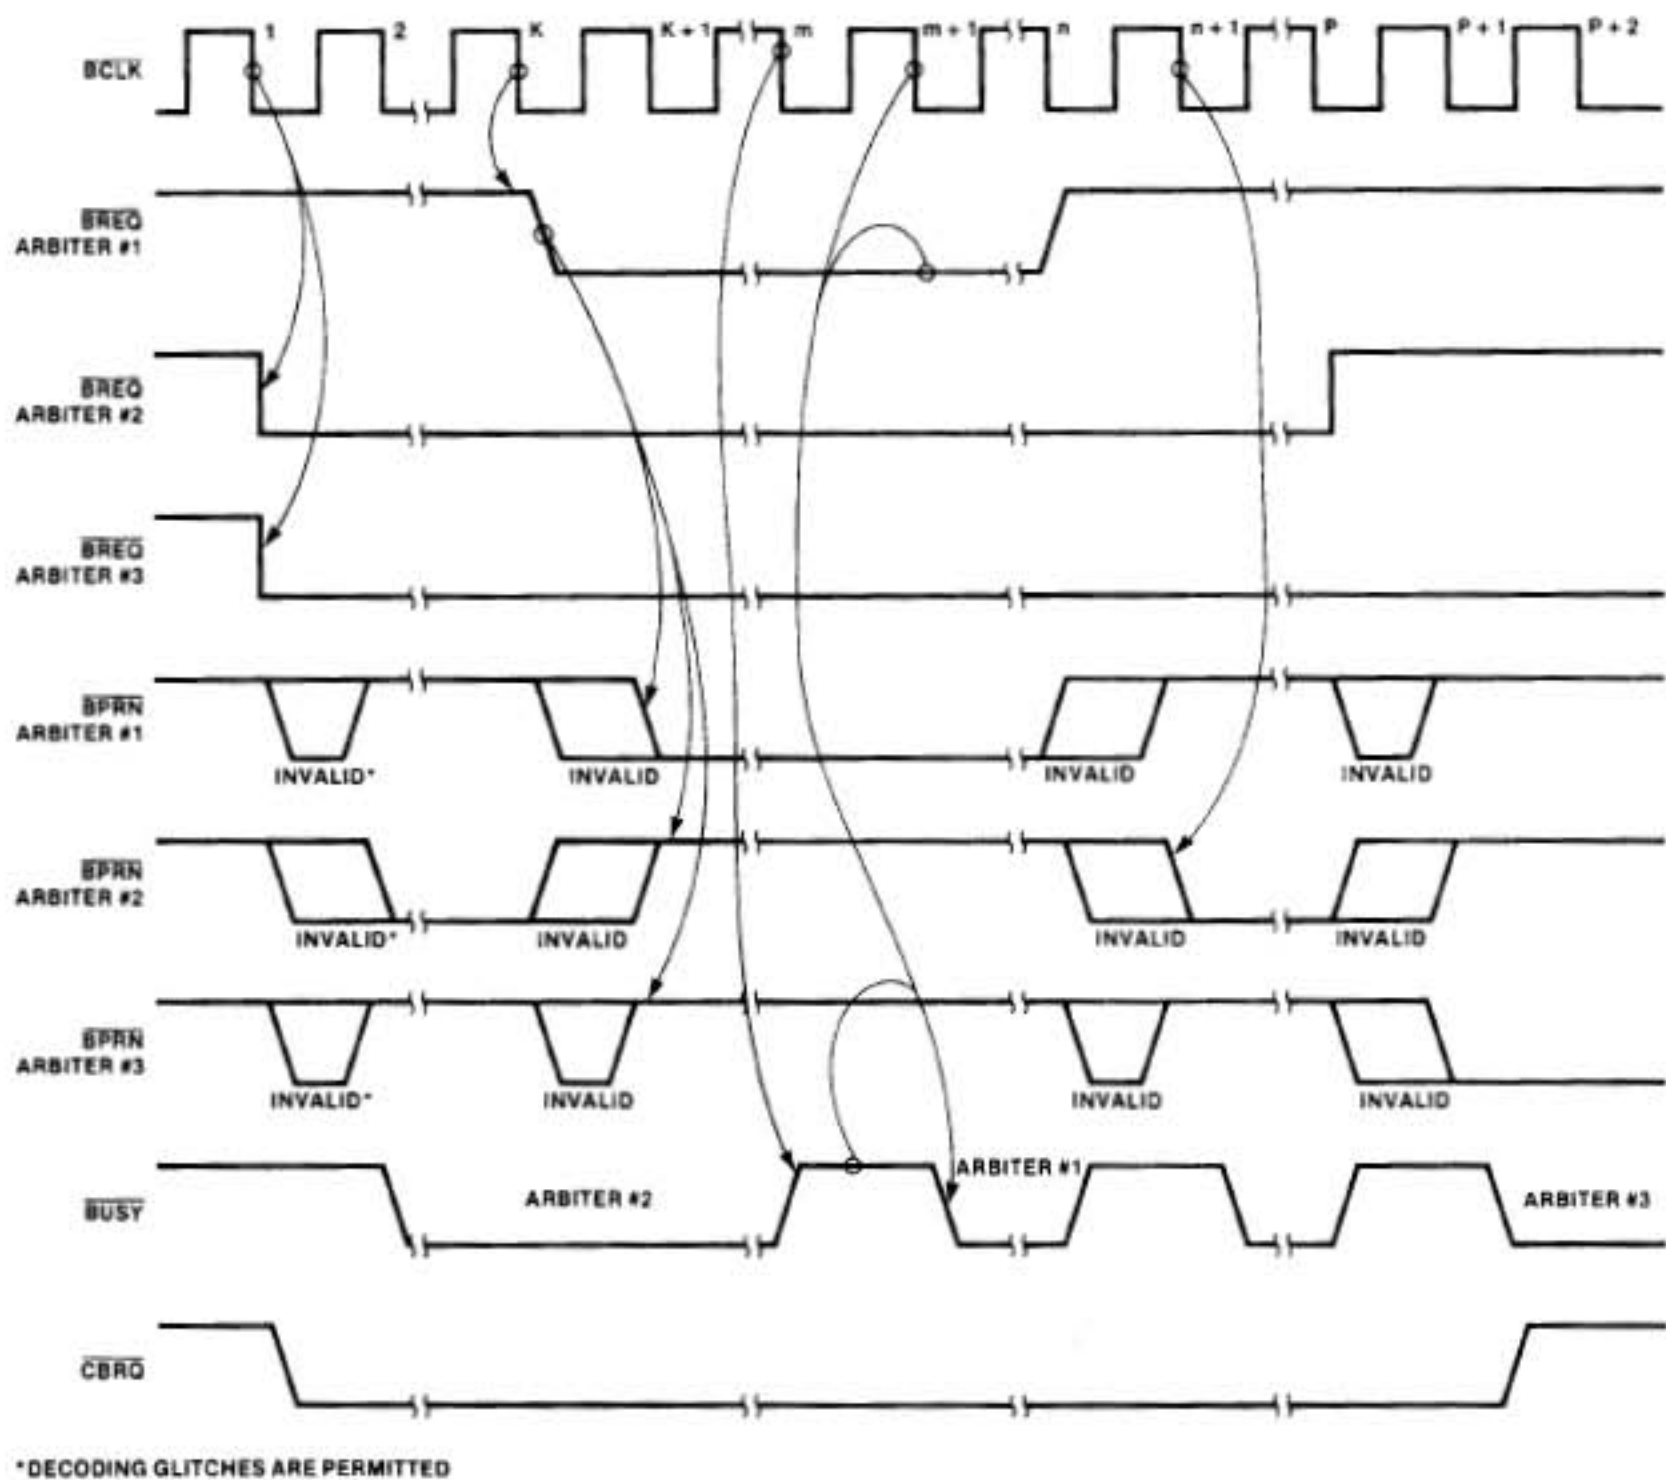 1 2 K K+1 m m+1 n n+1 P P+1 P+2
BCLK
BREQ
ARBITER #1
BREQ
ARBITER #2
BREQ
ARBITER #3
BPRN
ARBITER #1
INVALID* INVALID INVALID INVALID
BPRN
ARBITER #2
INVALID* INVALID INVALID INVALID
BPRN
ARBITER #3
INVALID* INVALID INVALID INVALID
BUSY
ARBITER #2 ARBITER #1 ARBITER #3
CBRQ
*DECODING GLITCHES ARE PERMITTED